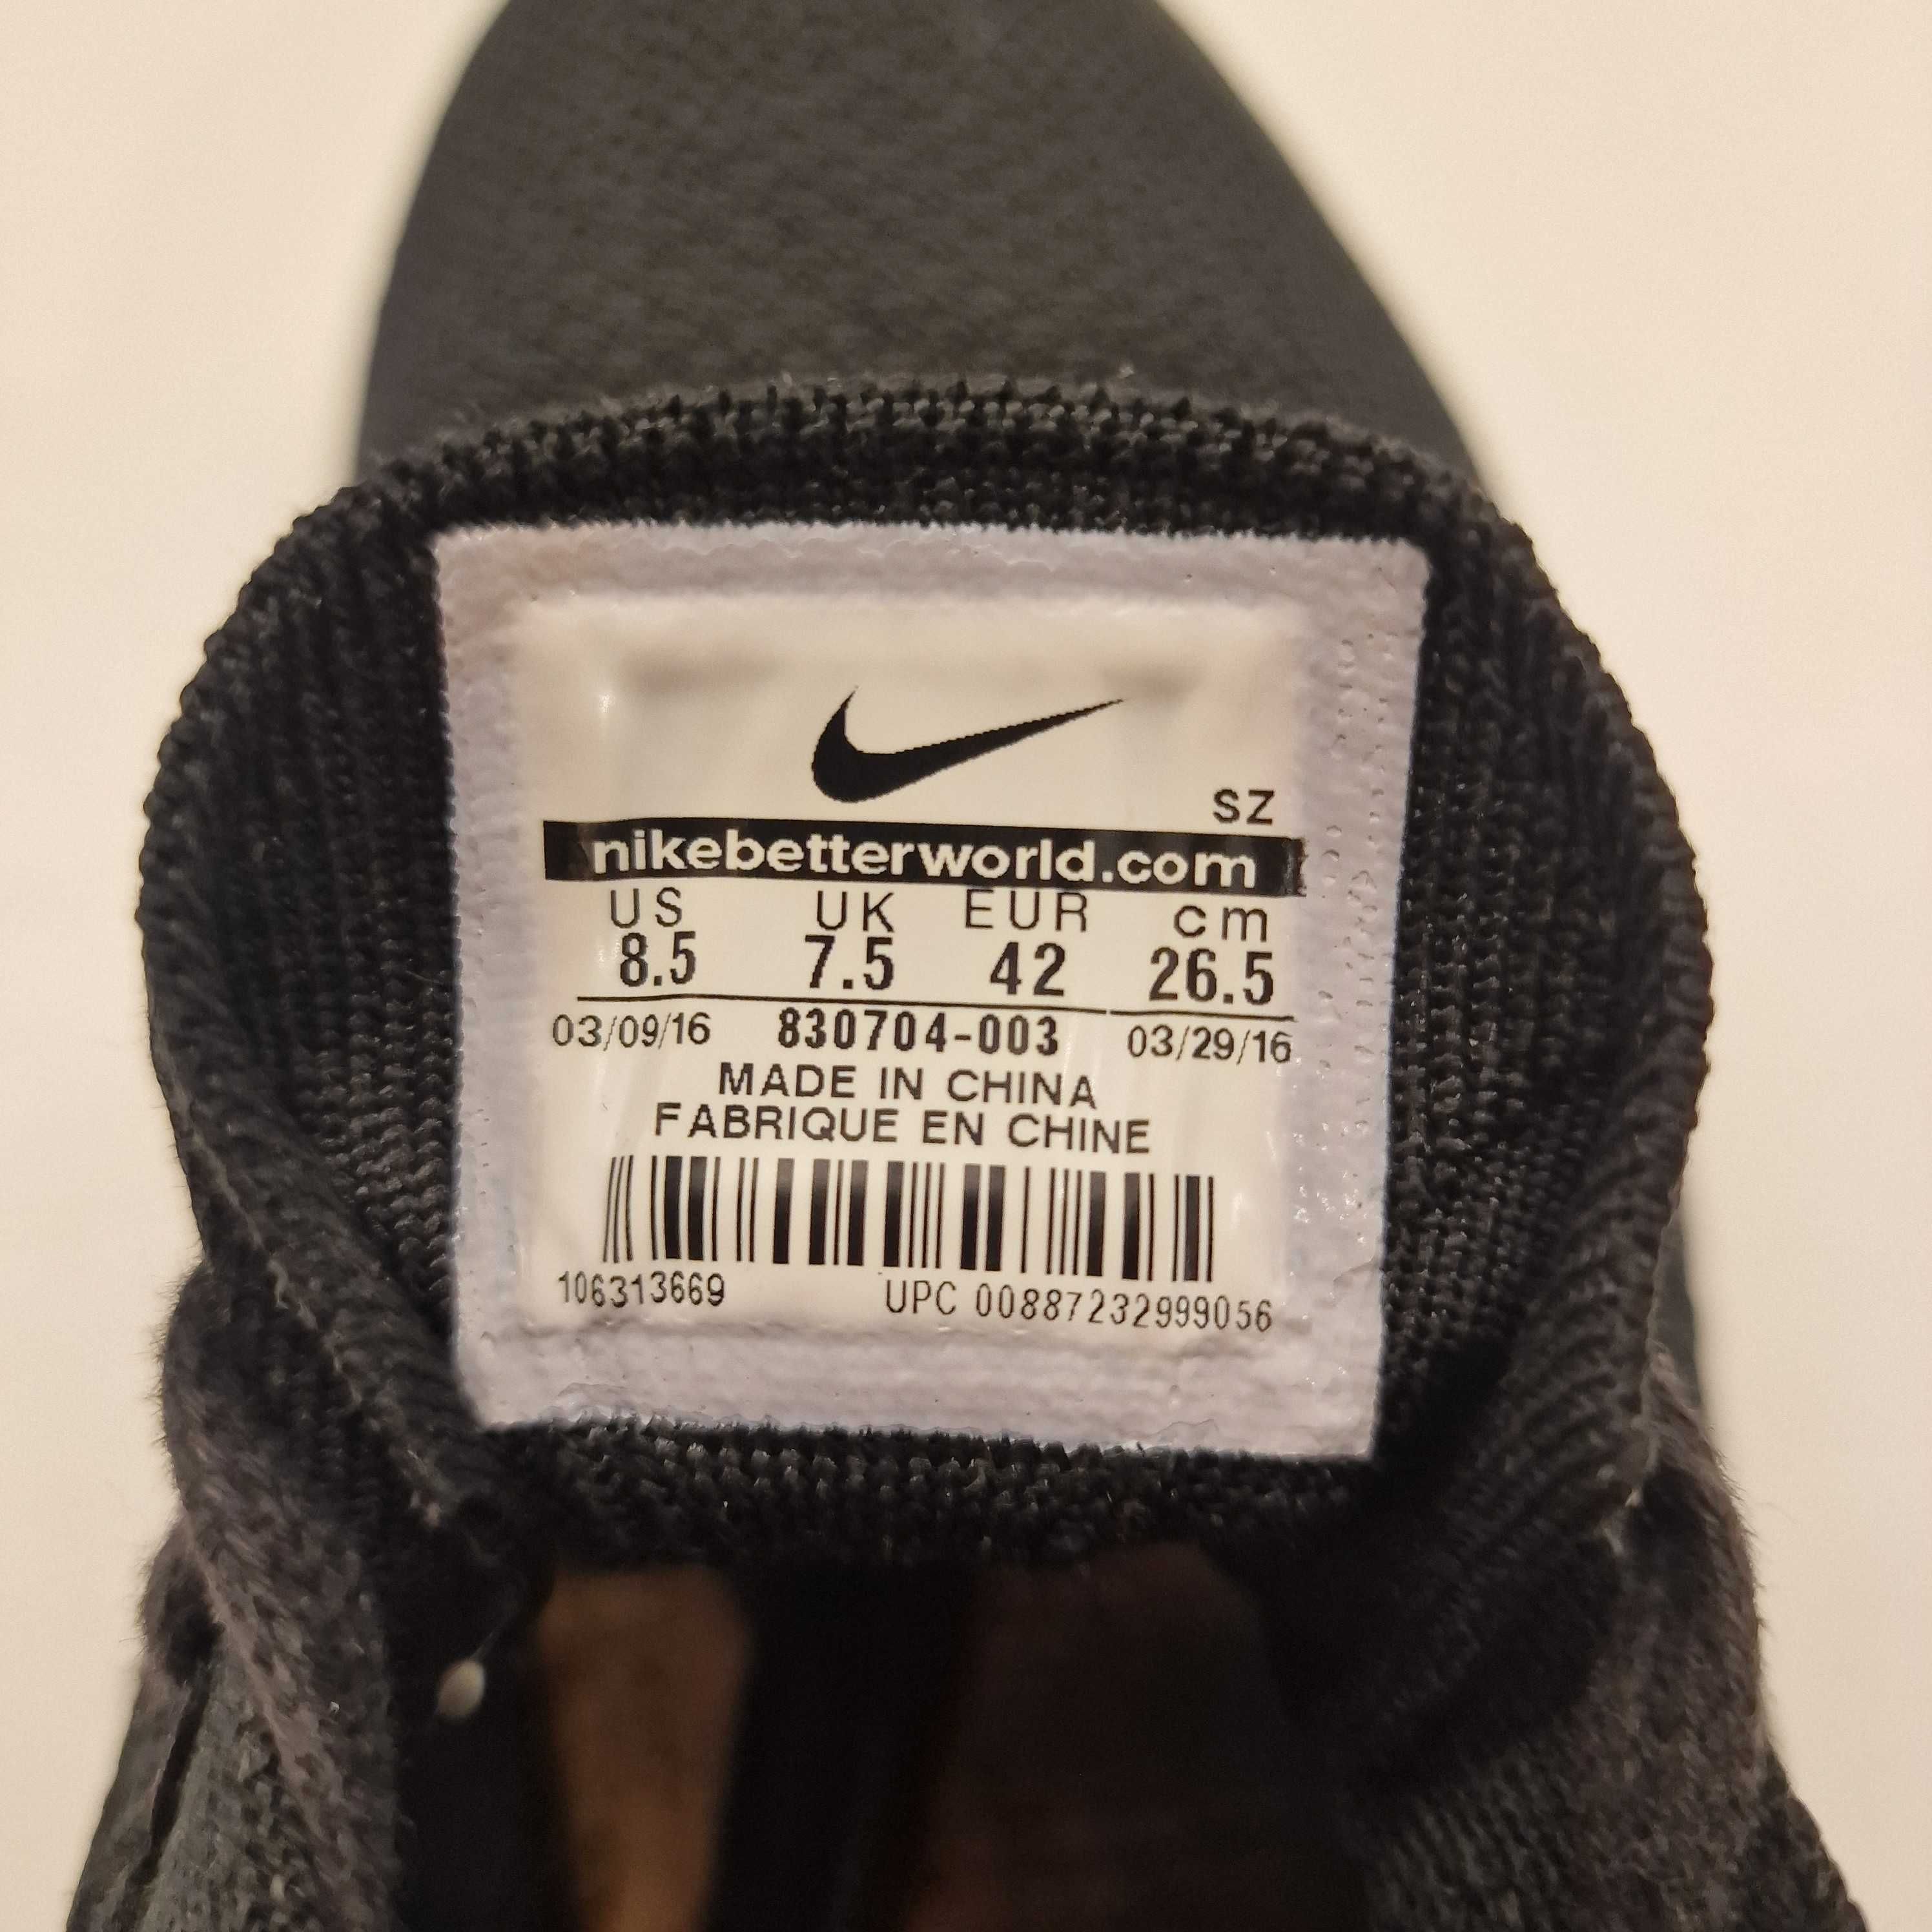 SZ
nikebetterworld.com
US UK EUR cm
8.5 7.5 42 26.5
03/09/16 830704-003 03/29/16
MADE IN CHINA
FABRIQUE EN CHINE
106313669 UPC 00887232999056